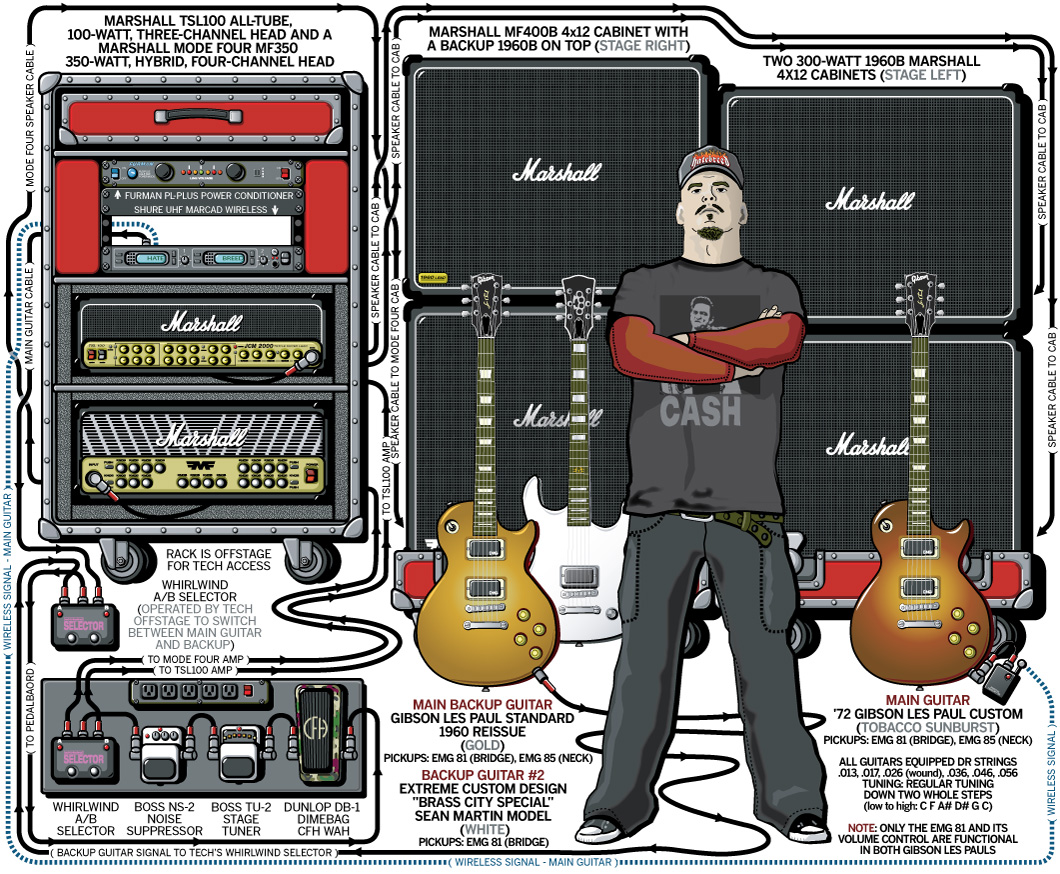 MARSHALL TSL100 ALL-TUBE,
100-WATT, THREE-CHANNEL HEAD AND A
MARSHALL MODE FOUR MF350
350-WATT, HYBRID, FOUR-CHANNEL HEAD
MARSHALL MF400B 4x12 CABINET WITH
A BACKUP 1960B ON TOP (STAGE RIGHT)
TWO 300-WATT 1960B MARSHALL
4X12 CABINETS (STAGE LEFT)
MODE FOUR SPEAKER CABLE
MAIN GUITAR CABLE
SPEAKER CABLE TO CAB
SPEAKER CABLE TO CAB
SPEAKER CABLE TO MODE FOUR CAB
TO TSL100 AMP
SPEAKER CABLE TO CAB
SPEAKER CABLE TO CAB
FURMAN PL-PLUS POWER CONDITIONER
SHURE UHF MARCAD WIRELESS
HATE
BREED
Marshall
JCM 2000
Marshall
INPUT
Marshall
Marshall
Marshall
Marshall
Gibson
Gibson
Hatebreed
CASH
RACK IS OFFSTAGE
FOR TECH ACCESS
WHIRLWIND
A/B SELECTOR
(OPERATED BY TECH
OFFSTAGE TO SWITCH
BETWEEN MAIN GUITAR
AND BACKUP)
SELECTOR
TO MODE FOUR AMP
TO TSL100 AMP
TO PEDALBAORD
SELECTOR
CFH
WHIRLWIND
A/B
SELECTOR
BOSS NS-2
NOISE
SUPPRESSOR
BOSS TU-2
STAGE
TUNER
DUNLOP DB-1
DIMEBAG
CFH WAH
(BACKUP GUITAR SIGNAL TO TECH'S WHIRLWIND SELECTOR)
WIRELESS SIGNAL - MAIN GUITAR
(WIRELESS SIGNAL - MAIN GUITAR)
WIRELESS SIGNAL
MAIN BACKUP GUITAR
GIBSON LES PAUL STANDARD
1960 REISSUE
(GOLD)
PICKUPS: EMG 81 (BRIDGE), EMG 85 (NECK)
BACKUP GUITAR #2
EXTREME CUSTOM DESIGN
"BRASS CITY SPECIAL"
SEAN MARTIN MODEL
(WHITE)
PICKUPS: EMG 81 (BRIDGE)
MAIN GUITAR
'72 GIBSON LES PAUL CUSTOM
(TOBACCO SUNBURST)
PICKUPS: EMG 81 (BRIDGE), EMG 85 (NECK)
ALL GUITARS EQUIPPED DR STRINGS
.013, .017, .026 (wound), .036, .046, .056
TUNING: REGULAR TUNING
DOWN TWO WHOLE STEPS
(low to high: C F A# D# G C)
NOTE: ONLY THE EMG 81 AND ITS
VOLUME CONTROL ARE FUNCTIONAL
IN BOTH GIBSON LES PAULS